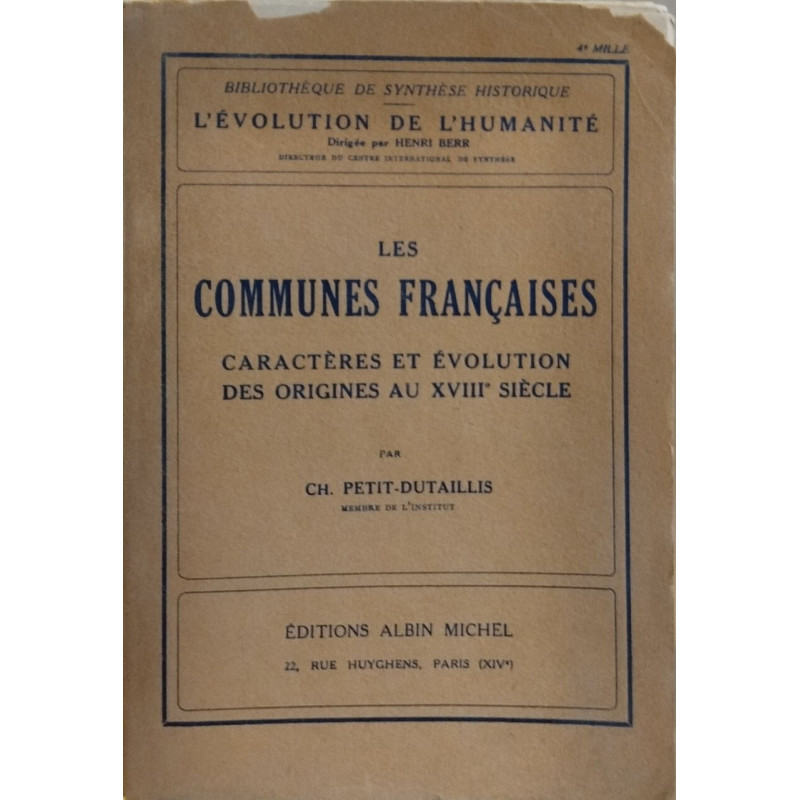 4e MILLE
BIBLIOTHÈQUE DE SYNTHÈSE HISTORIQUE
L'ÉVOLUTION DE L'HUMANITÉ
Dirigée par HENRI BERR
DIRECTEUR DU CENTRE INTERNATIONAL DE SYNTHÈSE
LES
COMMUNES FRANÇAISES
CARACTÈRES ET ÉVOLUTION
DES ORIGINES AU XVIIIe SIÈCLE
PAR
CH. PETIT-DUTAILLIS
MEMBRE DE L'INSTITUT
ÉDITIONS ALBIN MICHEL
22, RUE HUYGHENS, PARIS (XIVe)